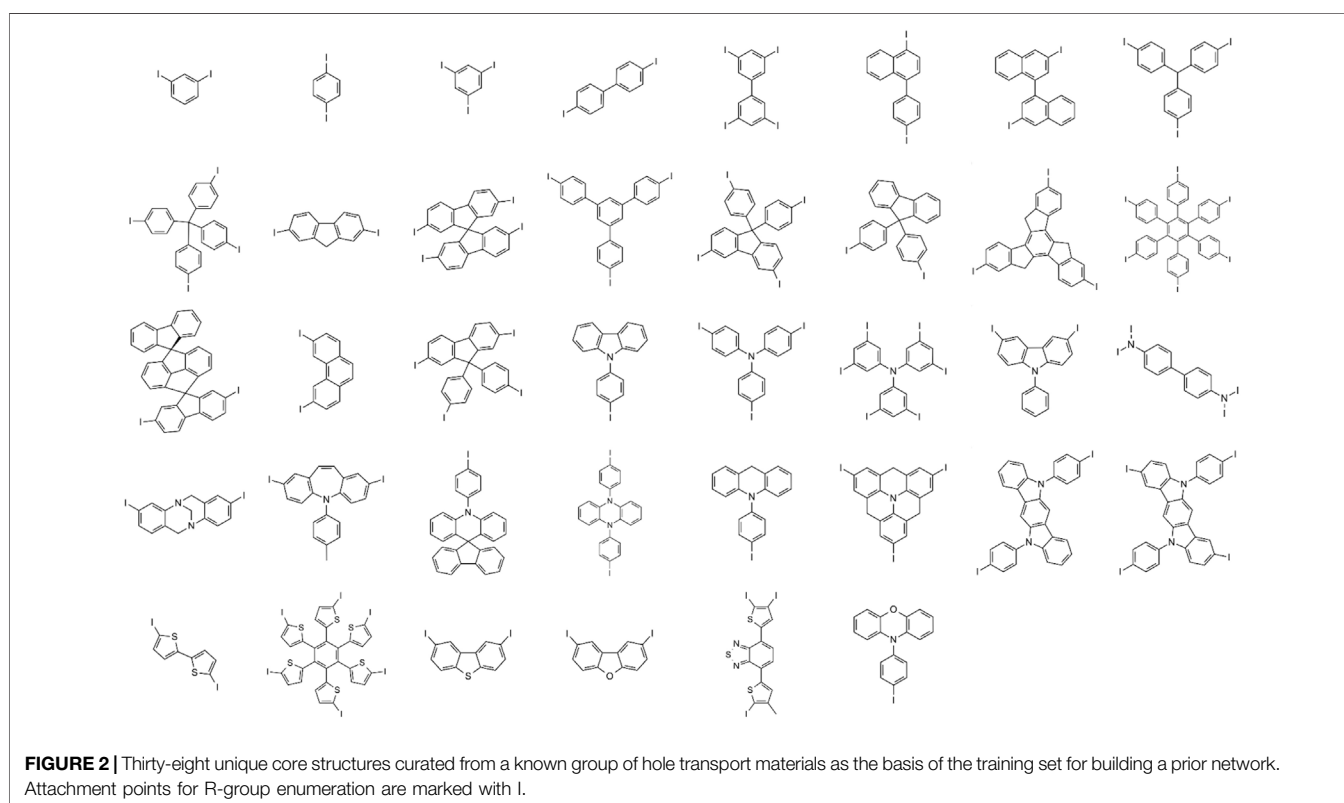 I I
I I
I I I
I I
I I I I
I I
I I
I I I
I I I I
I I
I I I I
I I I
I I I I
I I
I I I
I I I I I I
I I
I I
I I I I
N I
I I N I
I I I I N I I
I I N
I I N N I I
I N N I
I I N
I N
I N N I
N I
I I N I
I N N I
I I N N I I
I S S I
I I I S S S S S S I I I
I I S
I I O
I I S N S N S I
O N I
FIGURE 2 | Thirty-eight unique core structures curated from a known group of hole transport materials as the basis of the training set for building a prior network.
Attachment points for R-group enumeration are marked with I.